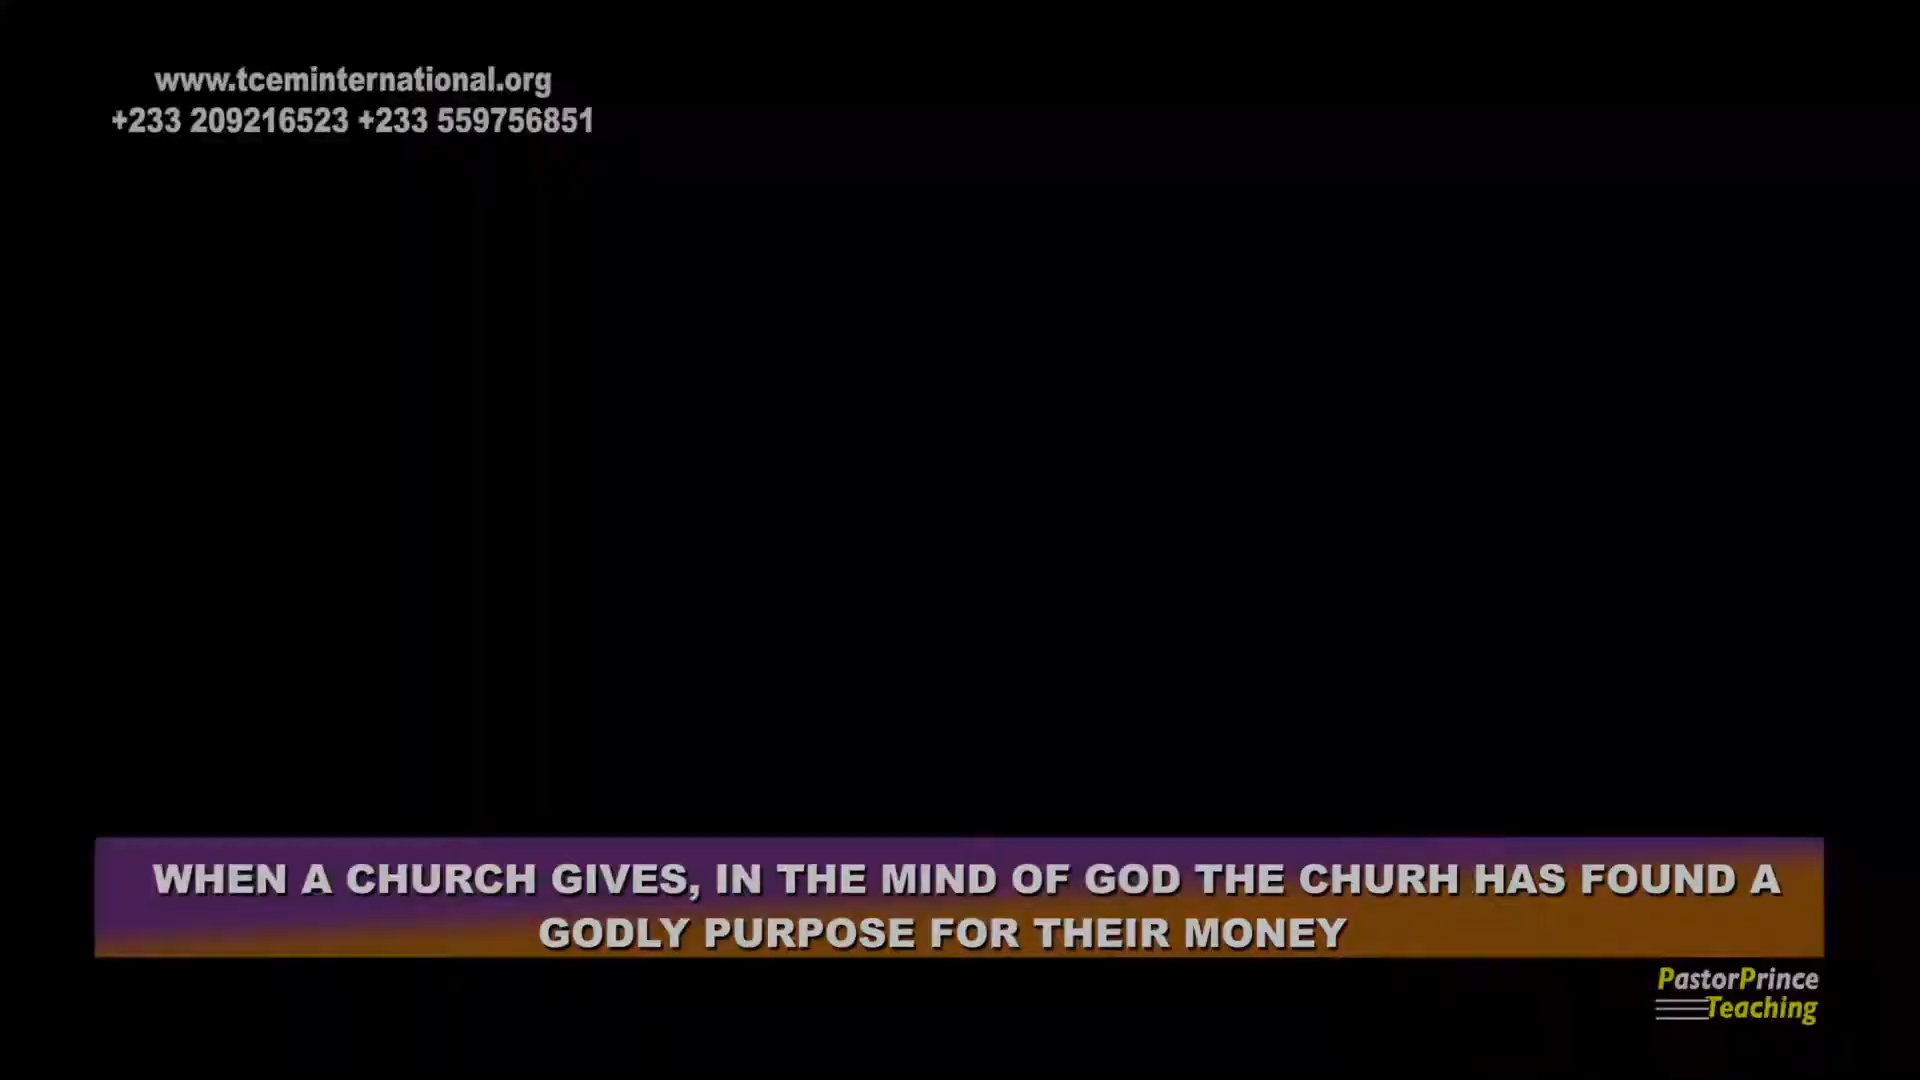 www.tceminternational.org
+233 209216523 +233 559756851
WHEN A CHURCH GIVES, IN THE MIND OF GOD THE CHURH HAS FOUND A
GODLY PURPOSE FOR THEIR MONEY
PastorPrince
Teaching